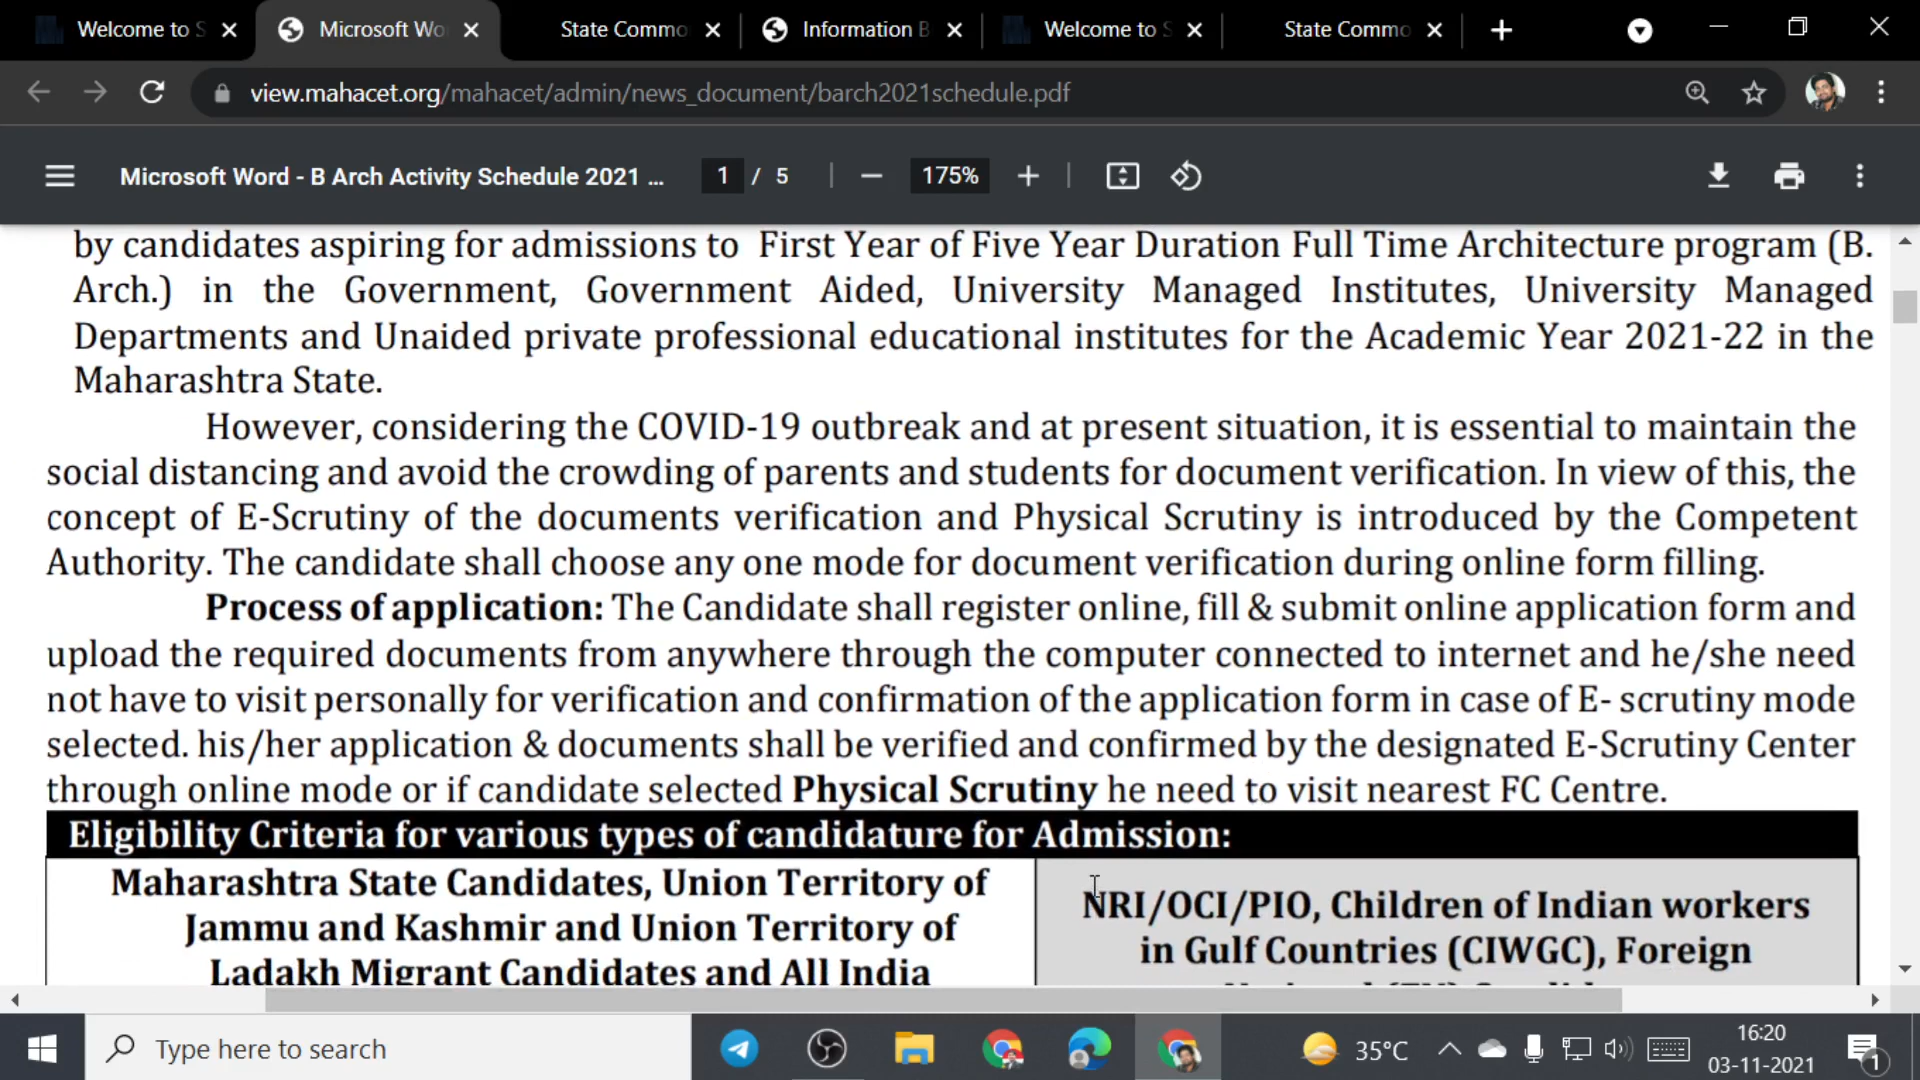 Welcome to S
Microsoft Wo
State Commo
Information B
Welcome to S
State Commo
view.mahacet.org/mahacet/admin/news_document/barch2021schedule.pdf
Microsoft Word - B Arch Activity Schedule 2021 ...
1 / 5
175%
by candidates aspiring for admissions to First Year of Five Year Duration Full Time Architecture program (B.
Arch.) in the Government, Government Aided, University Managed Institutes, University Managed
Departments and Unaided private professional educational institutes for the Academic Year 2021-22 in the
Maharashtra State.
However, considering the COVID-19 outbreak and at present situation, it is essential to maintain the
social distancing and avoid the crowding of parents and students for document verification. In view of this, the
concept of E-Scrutiny of the documents verification and Physical Scrutiny is introduced by the Competent
Authority. The candidate shall choose any one mode for document verification during online form filling.
Process of application: The Candidate shall register online, fill & submit online application form and
upload the required documents from anywhere through the computer connected to internet and he/she need
not have to visit personally for verification and confirmation of the application form in case of E- scrutiny mode
selected. his/her application & documents shall be verified and confirmed by the designated E-Scrutiny Center
through online mode or if candidate selected Physical Scrutiny he need to visit nearest FC Centre.
Eligibility Criteria for various types of candidature for Admission:
Maharashtra State Candidates, Union Territory of
Jammu and Kashmir and Union Territory of
Ladakh Migrant Candidates and All India
NRI/OCI/PIO, Children of Indian workers
in Gulf Countries (CIWGC), Foreign
Type here to search
35°C
16:20
03-11-2021
1